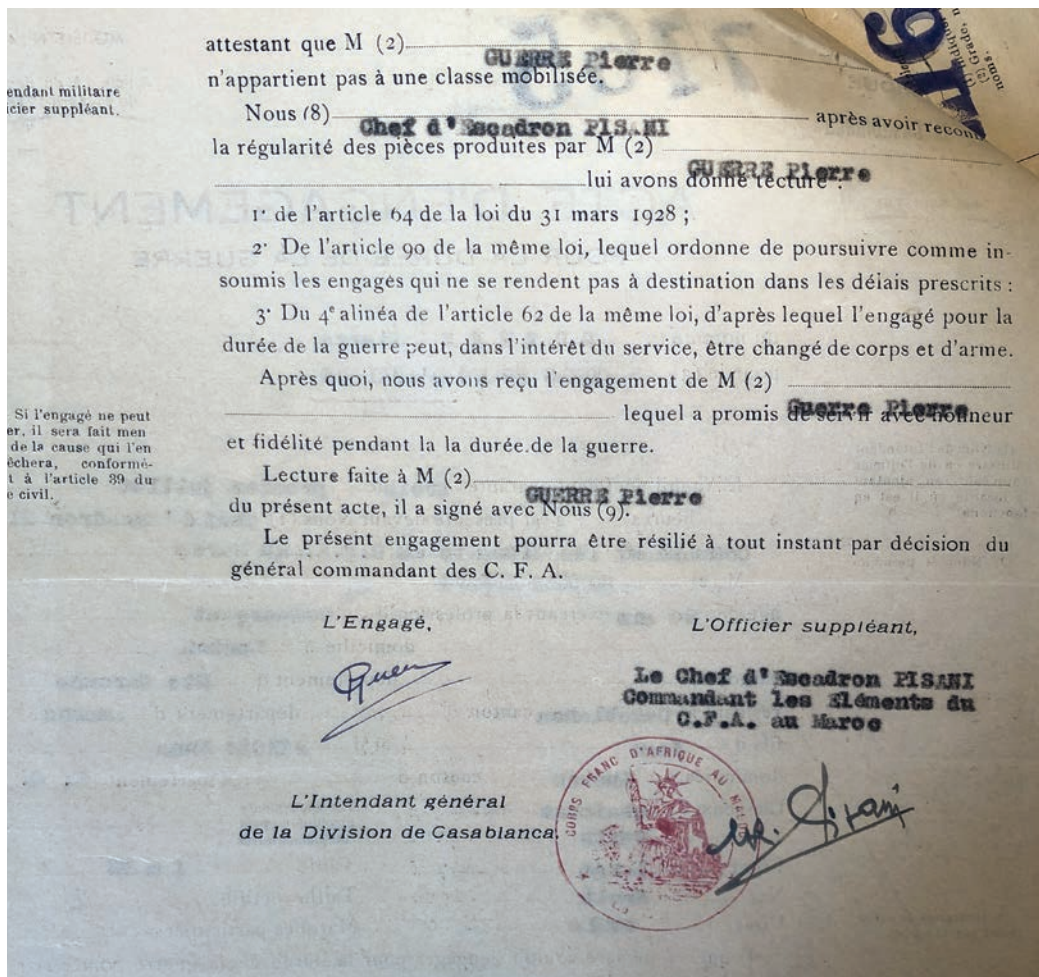 attestant que M (2)
GUERRE Pierre
n'appartient pas à une classe mobilisée.
endant militaire
cier suppléant.
Nous (8) après avoir recon
Chef d'Escadron PISANI
la régularité des pièces produites par M (2)
GUERRE Pierre
lui avons donné lecture :
1° de l'article 64 de la loi du 31 mars 1928 ;
2° De l'article 90 de la même loi, lequel ordonne de poursuivre comme in-
soumis les engagés qui ne se rendent pas à destination dans les délais prescrits :
3° Du 4e alinéa de l'article 62 de la même loi, d'après lequel l'engagé pour la
durée de la guerre peut, dans l'intérêt du service, être changé de corps et d'arme.
Après quoi, nous avons reçu l'engagement de M (2)
Guerre Pierre
lequel a promis de servir avec honneur
et fidélité pendant la la durée.de la guerre.
Si l'engagé ne peut
er, il sera fait men
de la cause qui l'en
êchera, conformé-
t à l'article 39 du
e civil.
Lecture faite à M (2)
GUERRE Pierre
du présent acte, il a signé avec Nous (9).
Le présent engagement pourra être résilié à tout instant par décision du
général commandant des C. F. A.
L'Engagé,
L'Officier suppléant,
Le Chef d'Escadron PISANI
Commandant les Eléments du
C.F.A. au Maroc
L'Intendant général
de la Division de Casablanca,
CORPS FRANC D'AFRIQUE AU
(2) Grade,
noms.